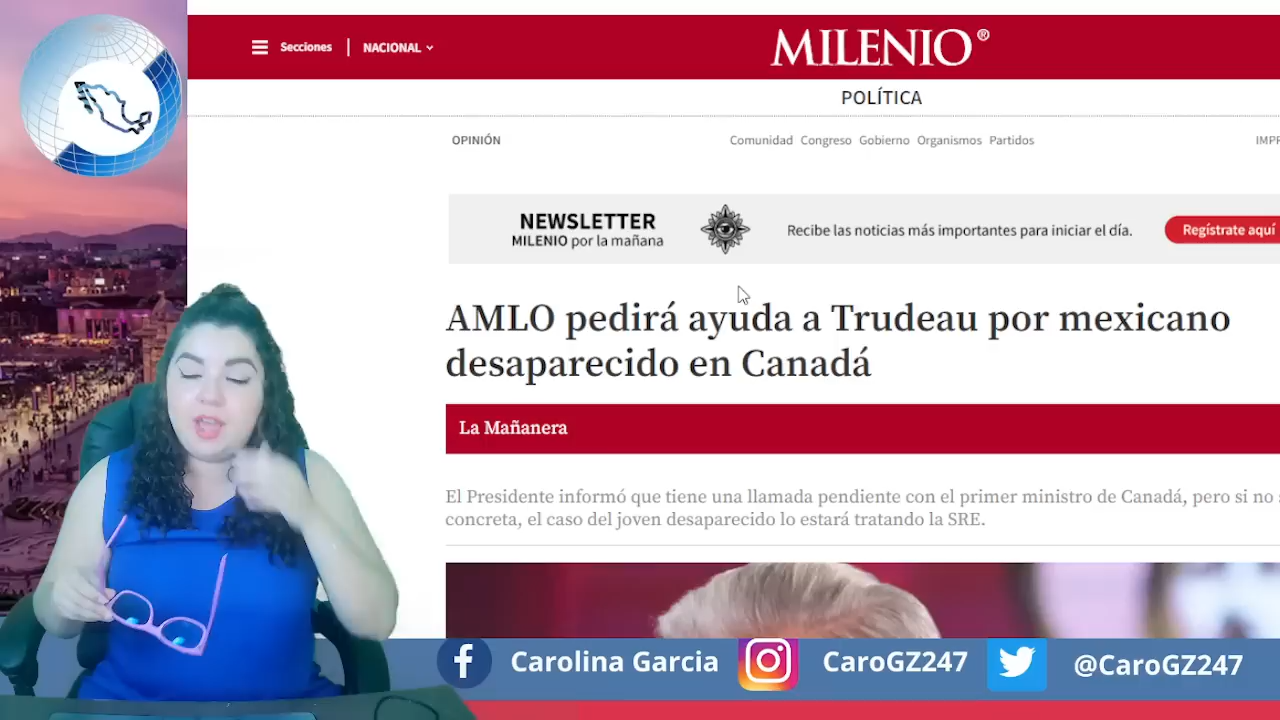 Secciones
NACIONAL
MILENIO®
POLÍTICA
OPINIÓN
Comunidad Congreso Gobierno Organismos Partidos
NEWSLETTER
MILENIO por la mañana
Recibe las noticias más importantes para iniciar el día.
Regístrate aquí
AMLO pedirá ayuda a Trudeau por mexicano
desaparecido en Canadá
La Mañanera
El Presidente informó que tiene una llamada pendiente con el primer ministro de Canadá, pero si no
concreta, el caso del joven desaparecido lo estará tratando la SRE.
Carolina Garcia
CaroGZ247
@CaroGZ247